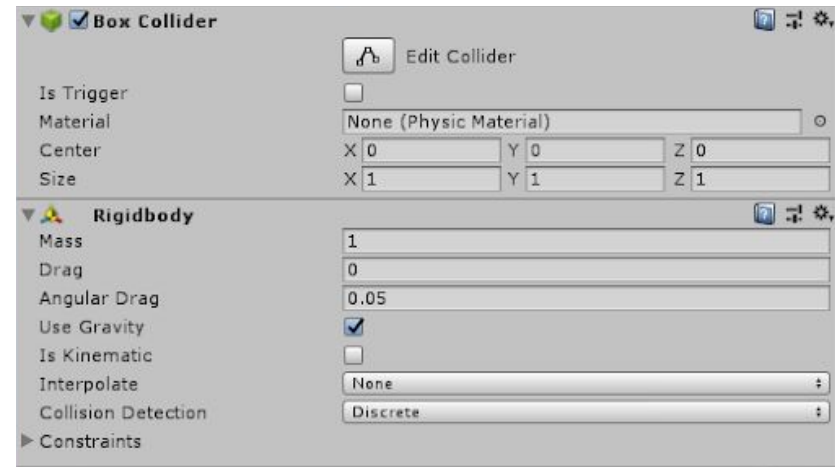 Box Collider
Edit Collider
Is Trigger
Material None (Physic Material)
Center X 0 Y 0 Z 0
Size X 1 Y 1 Z 1
Rigidbody
Mass 1
Drag 0
Angular Drag 0.05
Use Gravity
Is Kinematic
Interpolate None
Collision Detection Discrete
Constraints